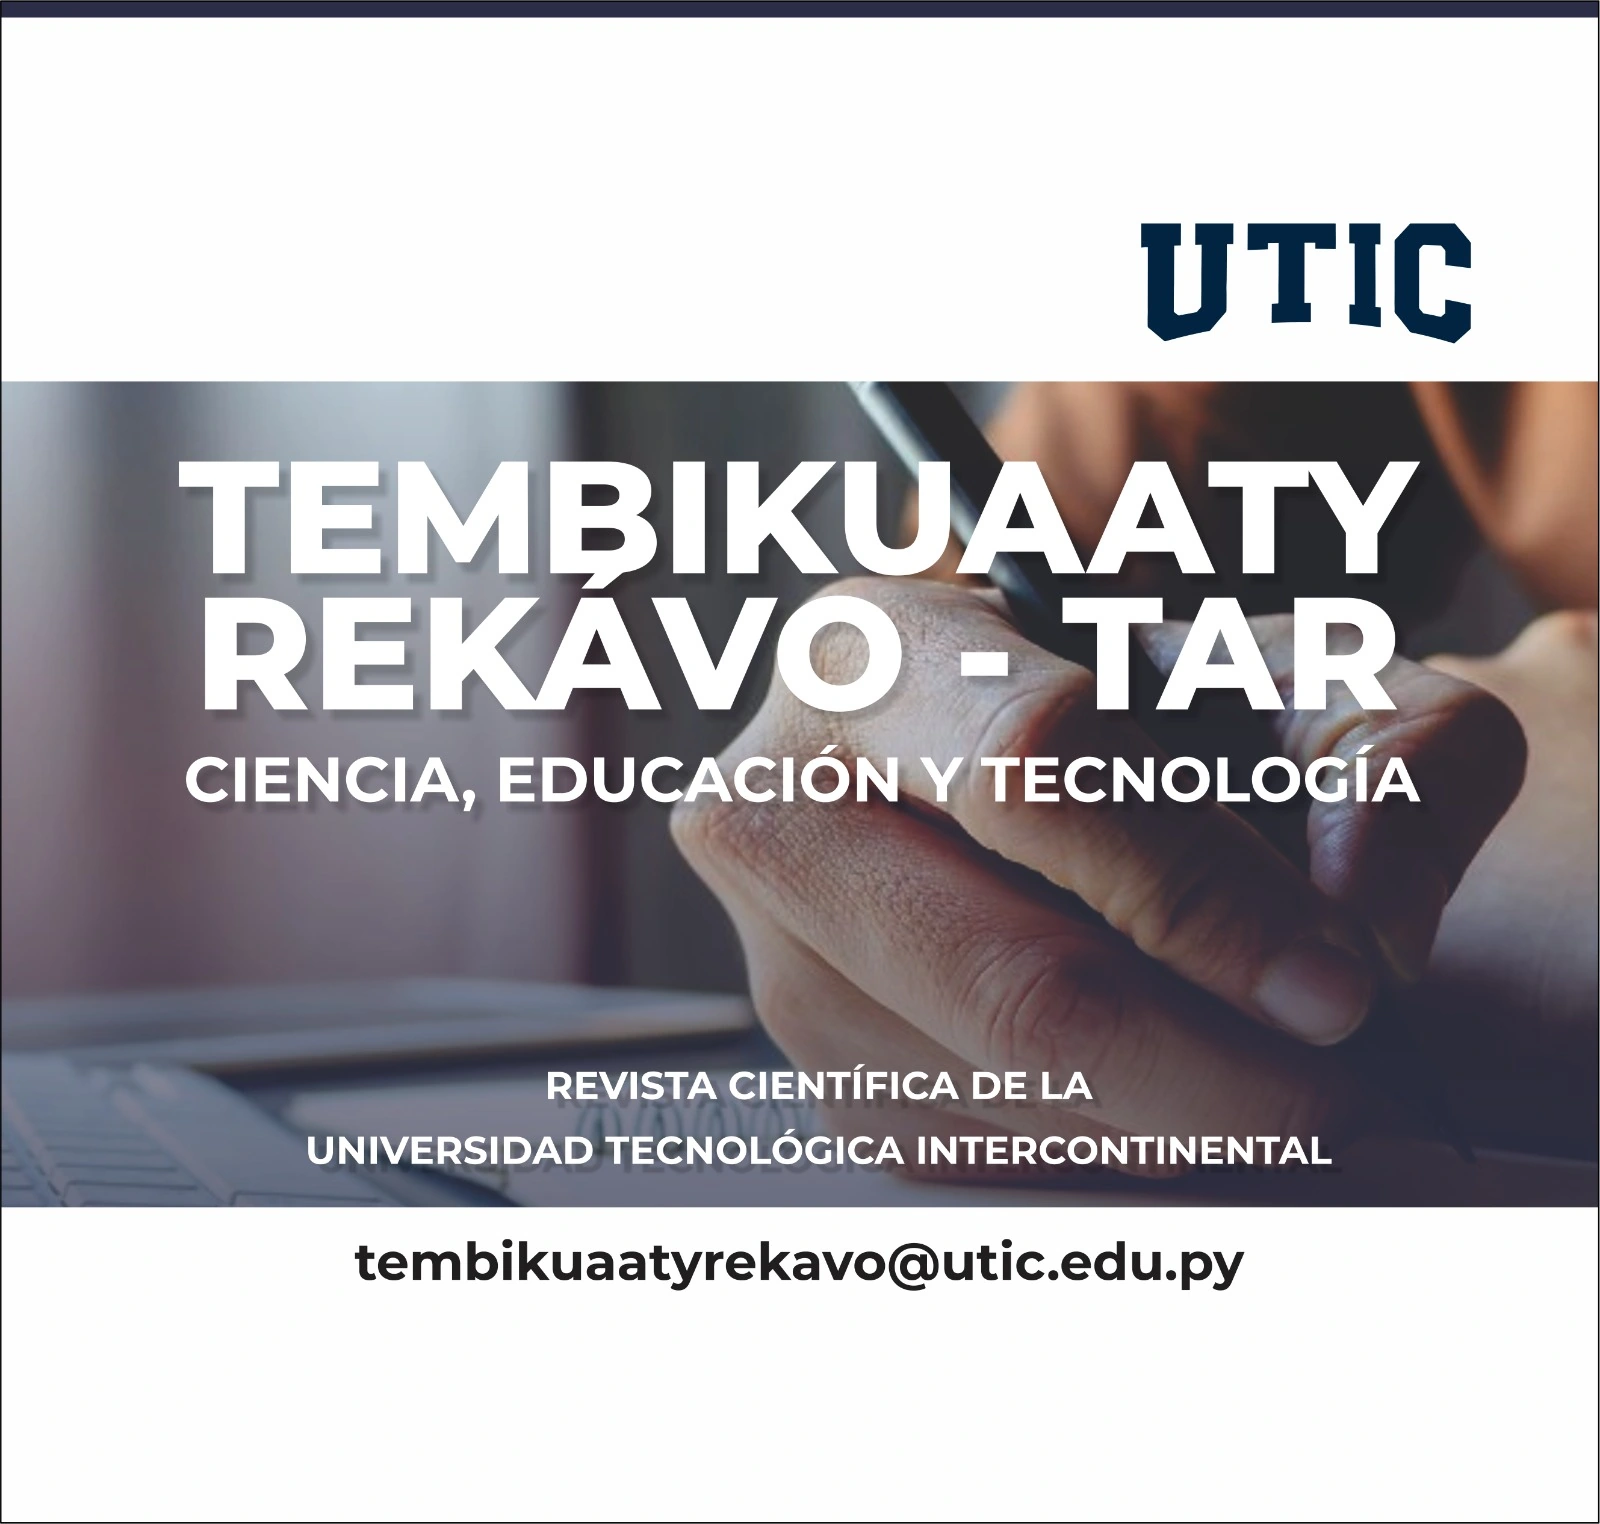 UTIC
TEMBIKUAATY
REKÁVO - TAR
CIENCIA, EDUCACIÓN Y TECNOLOGÍA
REVISTA CIENTÍFICA DE LA
UNIVERSIDAD TECNOLÓGICA INTERCONTINENTAL
tembikuaatyrekavo@utic.edu.py